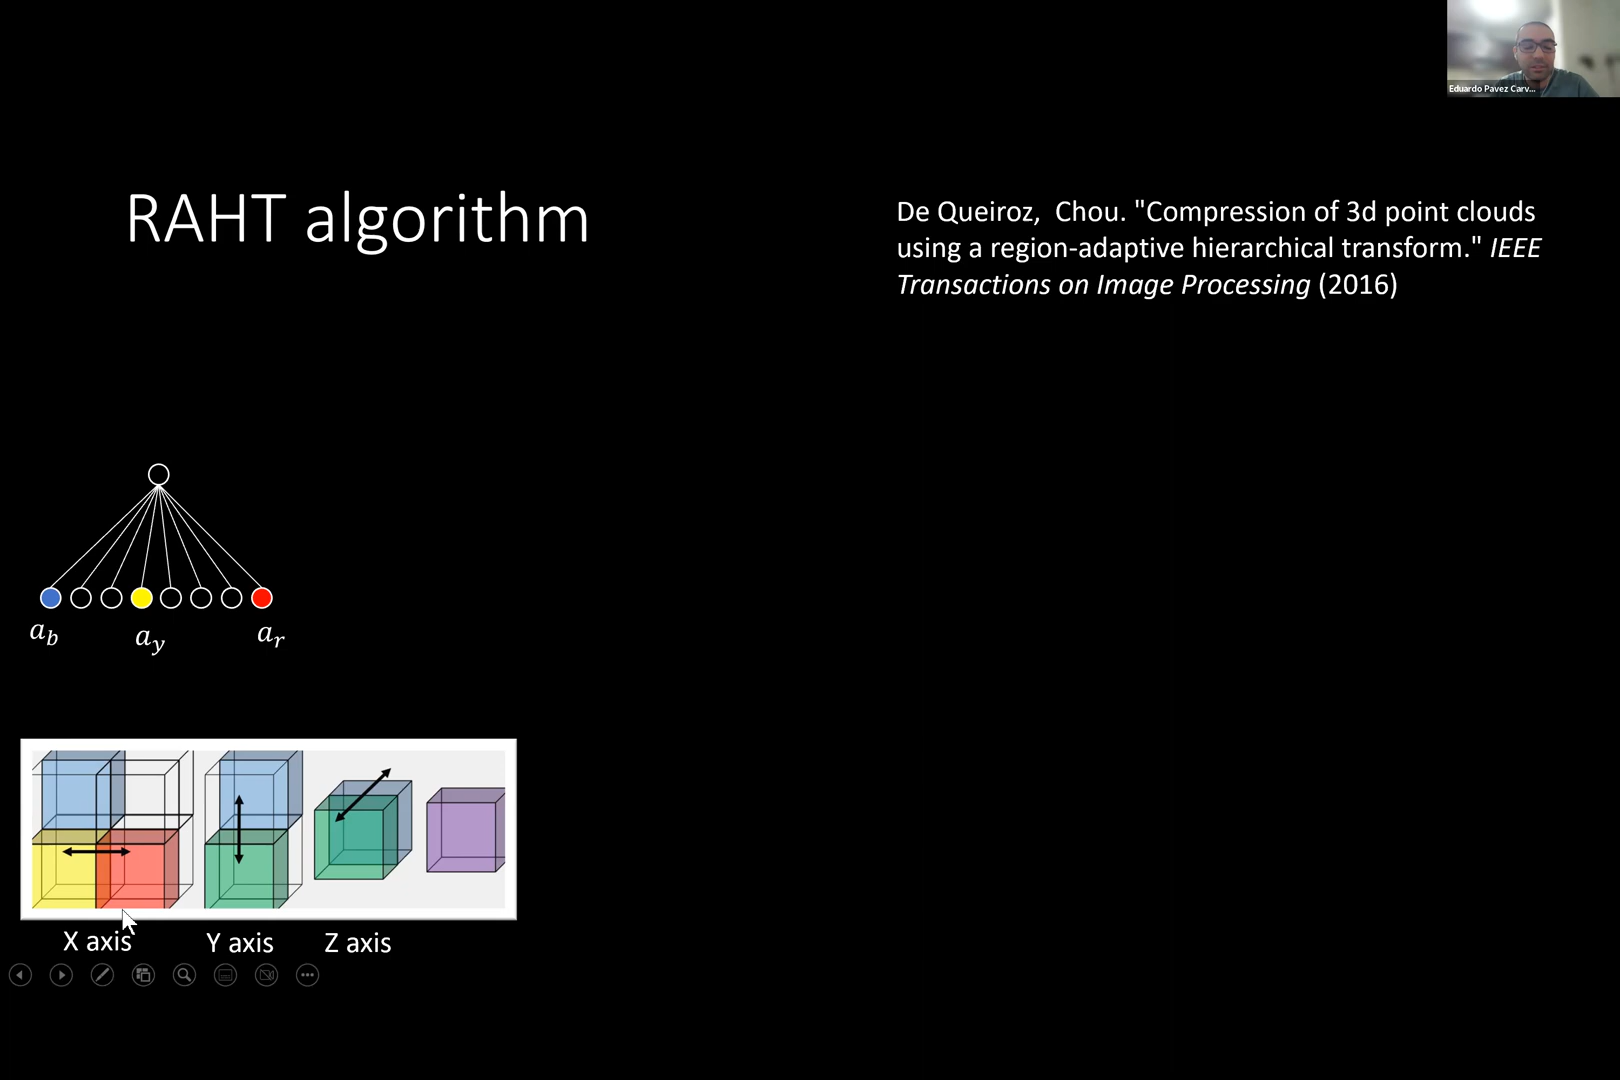 Eduardo Pavez Carv...
RAHT algorithm
De Queiroz, Chou. "Compression of 3d point clouds
using a region-adaptive hierarchical transform." IEEE
Transactions on Image Processing (2016)
a_b a_y a_r
X axis Y axis Z axis